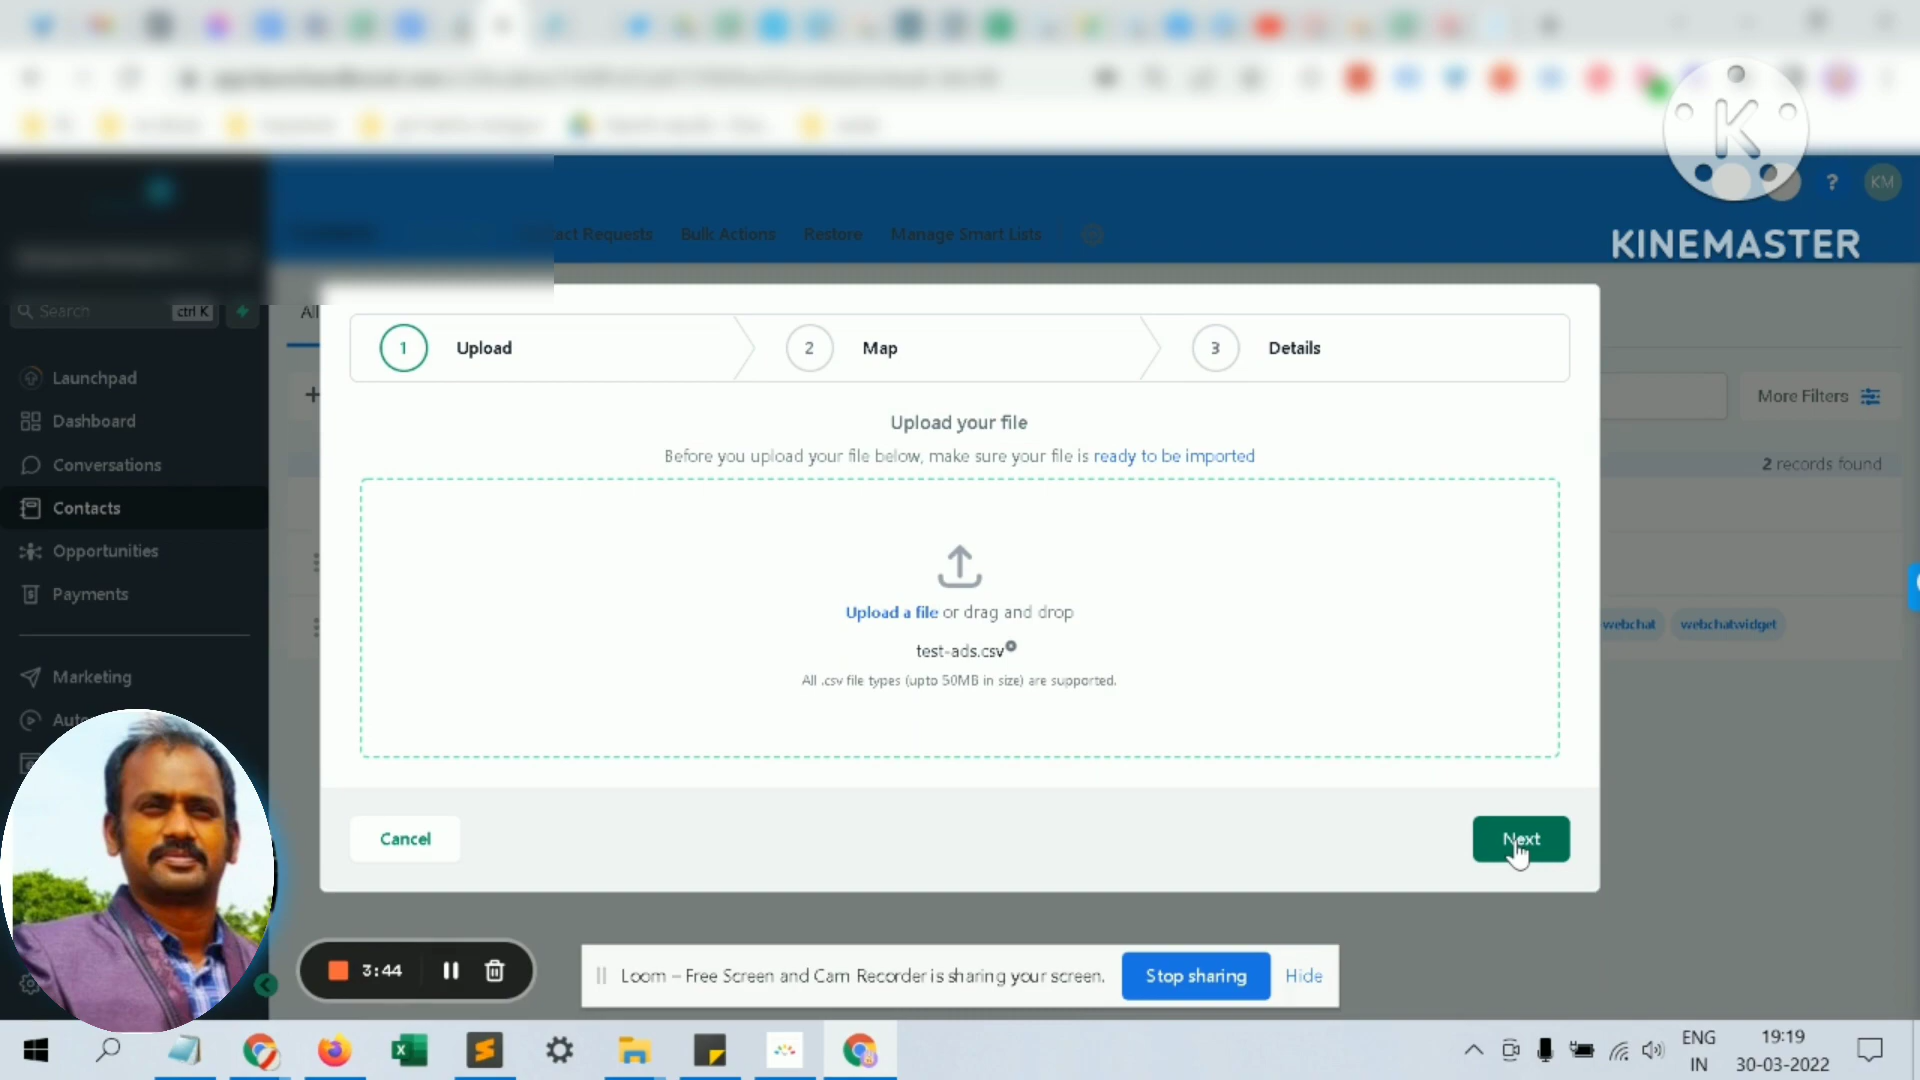 K
KINEMASTER
?
KM
act Requests
Bulk Actions
Restore
Manage Smart Lists
Search
ctrl K
Launchpad
Dashboard
Conversations
Contacts
Opportunities
Payments
Marketing
All
+
1
Upload
2
Map
3
Details
Upload your file
Before you upload your file below, make sure your file is ready to be imported
Upload a file or drag and drop
test-ads.csv
All .csv file types (upto 50MB in size) are supported.
Cancel
Next
More Filters
2 records found
webchat
webchatwidget
3:44
Loom – Free Screen and Cam Recorder is sharing your screen.
Stop sharing
Hide
ENG
IN
19:19
30-03-2022